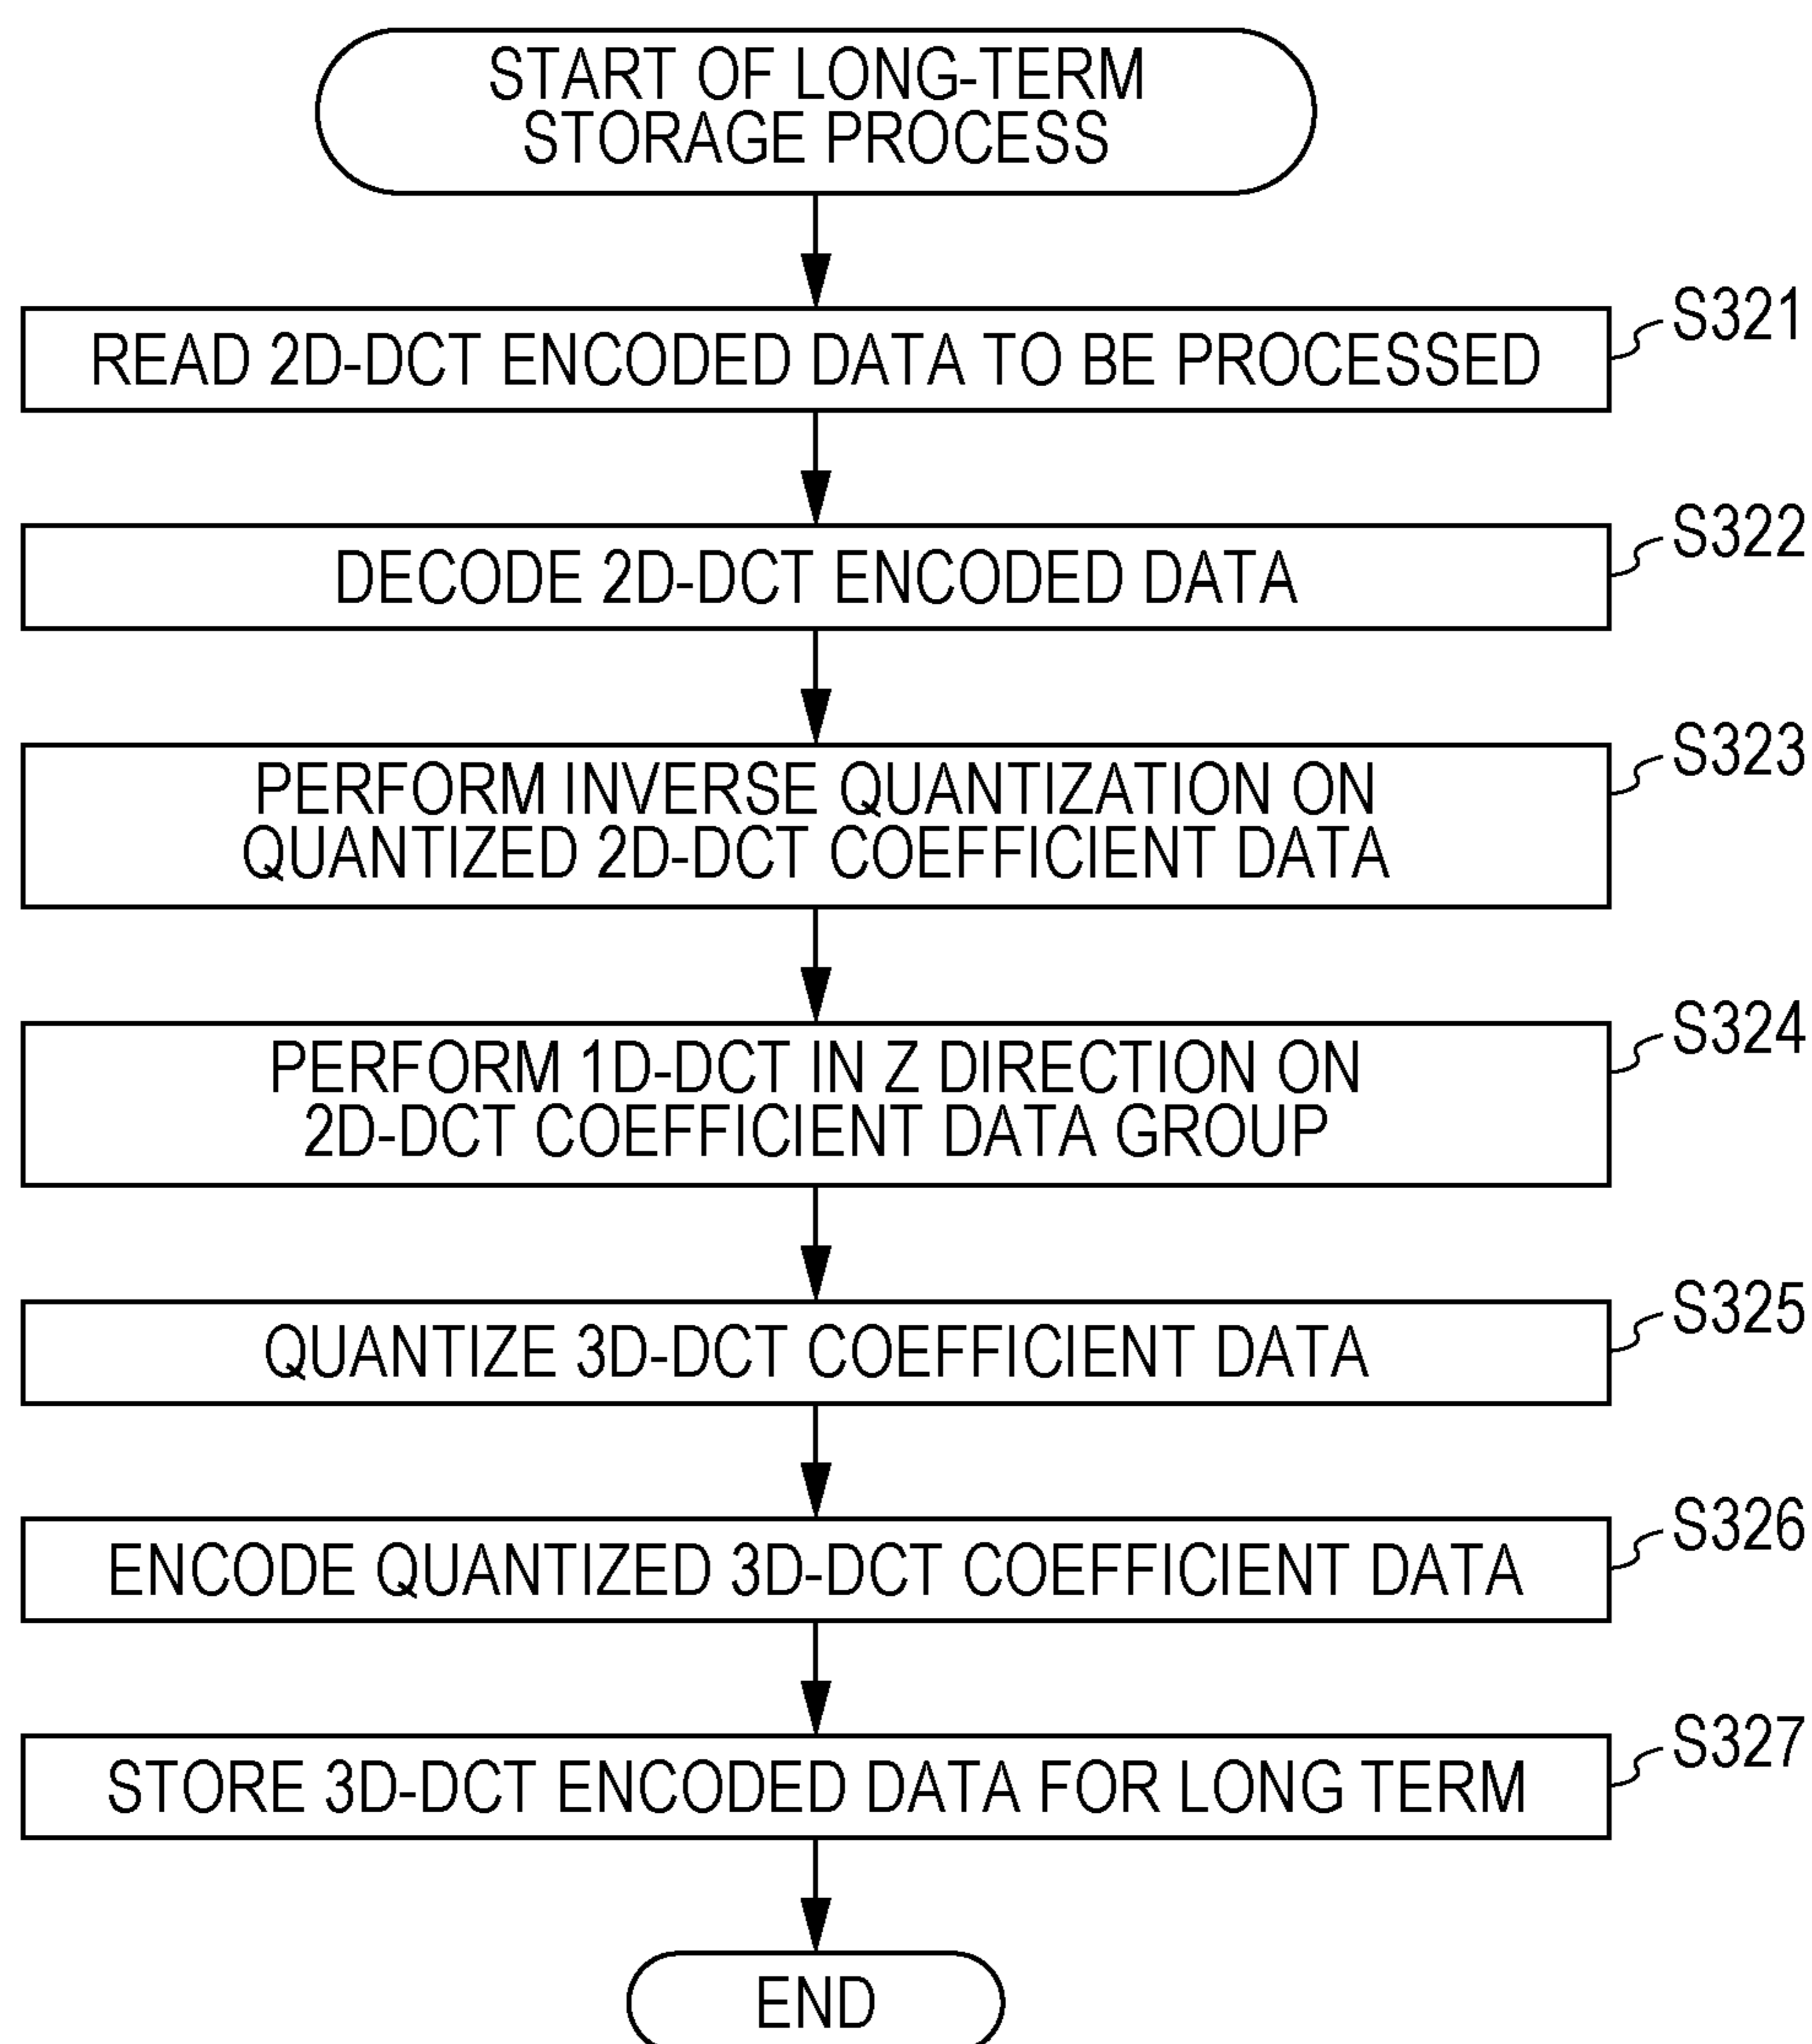 START OF LONG-TERM
STORAGE PROCESS
S321
READ 2D-DCT ENCODED DATA TO BE PROCESSED
S322
DECODE 2D-DCT ENCODED DATA
S323
PERFORM INVERSE QUANTIZATION ON
QUANTIZED 2D-DCT COEFFICIENT DATA
S324
PERFORM 1D-DCT IN Z DIRECTION ON
2D-DCT COEFFICIENT DATA GROUP
S325
QUANTIZE 3D-DCT COEFFICIENT DATA
S326
ENCODE QUANTIZED 3D-DCT COEFFICIENT DATA
S327
STORE 3D-DCT ENCODED DATA FOR LONG TERM
END